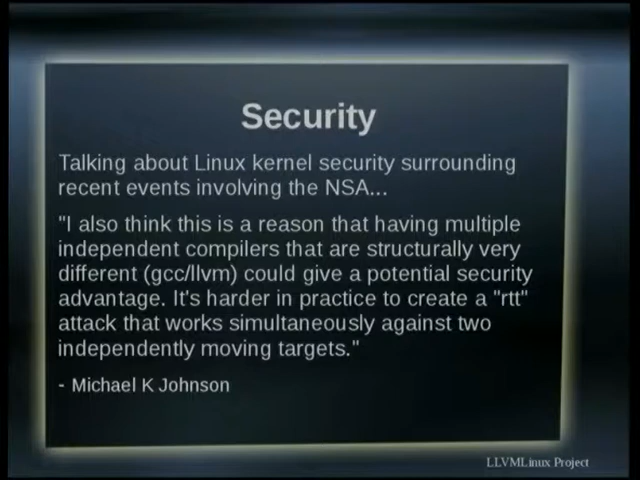 Security
Talking about Linux kernel security surrounding
recent events involving the NSA...
"I also think this is a reason that having multiple
independent compilers that are structurally very
different (gcc/llvm) could give a potential security
advantage. It's harder in practice to create a "rtt"
attack that works simultaneously against two
independently moving targets."
- Michael K Johnson
LLVMLinux Project